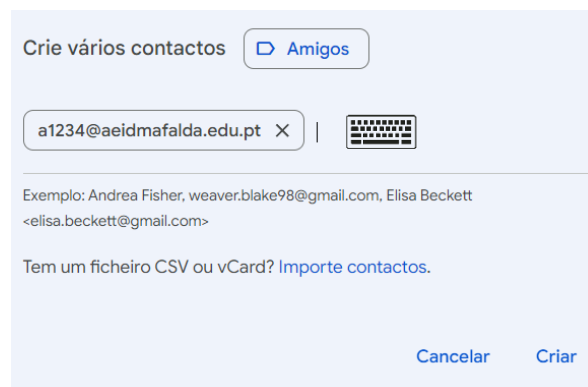 Crie vários contactos Amigos
a1234@aeidmafalda.edu.pt
Exemplo: Andrea Fisher, weaver.blake98@gmail.com, Elisa Beckett
<elisa.beckett@gmail.com>
Tem um ficheiro CSV ou vCard? Importe contactos.
Cancelar Criar